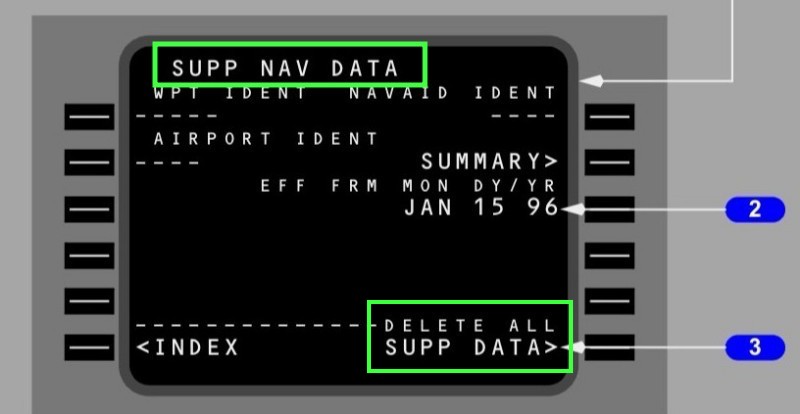 SUPP NAV DATA
WPT IDENT NAVAID IDENT
----- ----
AIRPORT IDENT
---- SUMMARY>
EFF FRM MON DY/YR
JAN 15 96
2
--------------DELETE ALL
<INDEX SUPP DATA>
3